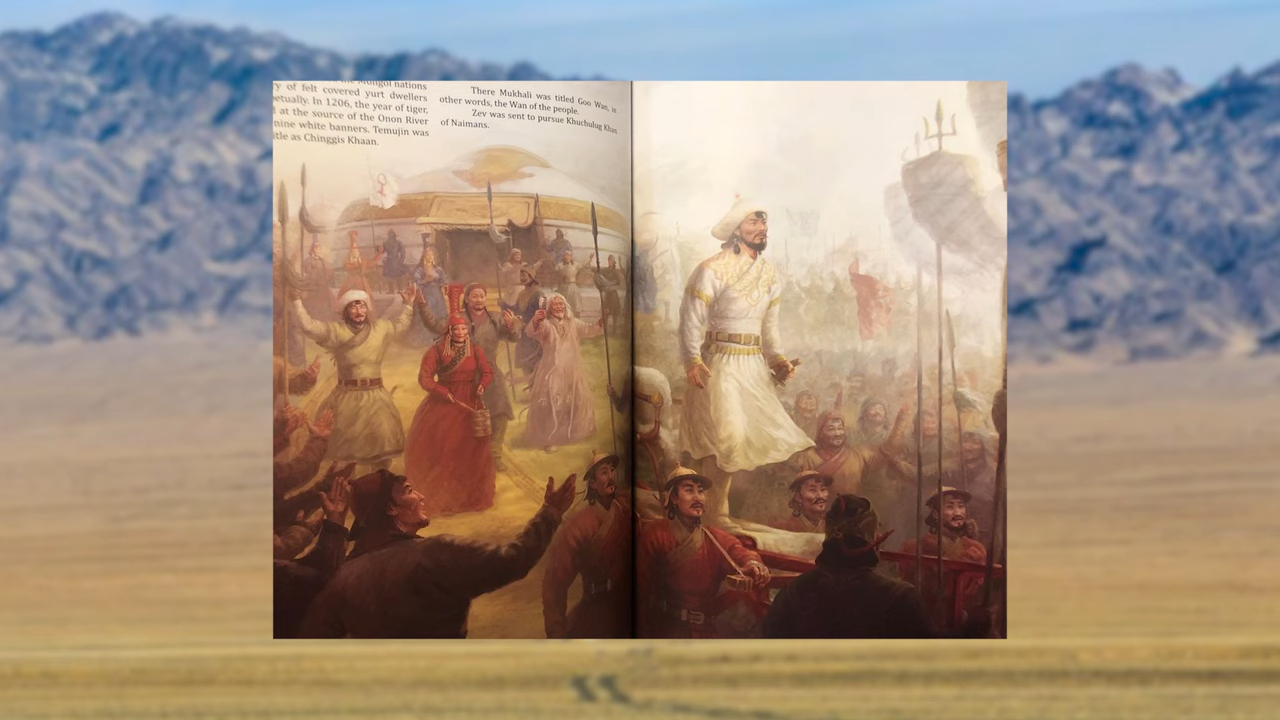 the Mongol nations
y of felt covered yurt dwellers
etually. In 1206, the year of tiger,
at the source of the Onon River
nine white banners. Temujin was
itle as Chinggis Khaan.
There Mukhali was titled Goo Wan, in
other words, the Wan of the people.
Zev was sent to pursue Khuchulug Khan
of Naimans.